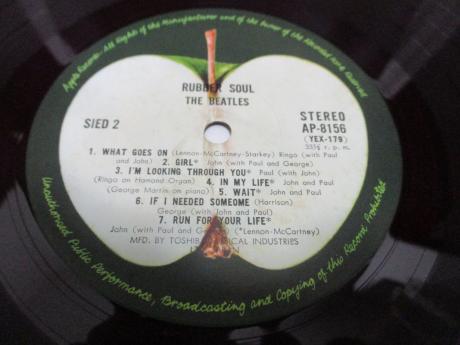 Apple Records · All Rights of the Manufacturer and of the Owner of the Recorded Work Reserved
RUBBER SOUL
THE BEATLES
SIED 2
STEREO
AP-8156
(YEX-179)
33⅓ r. p. m.
1. WHAT GOES ON (Lennon-McCartney-Starkey) Ringo (with Paul
and John) 2. GIRL* John (with Paul and George)
3. I'M LOOKING THROUGH YOU* Paul (with John)
(Ringo on Hamond Organ) 4. IN MY LIFE* John and Paul
(George Martin on piano) 5. WAIT* John and Paul
6. IF I NEEDED SOMEONE (Harrison)
George (with John and Paul)
7. RUN FOR YOUR LIFE*
John (with Paul and George) (*Lennon-McCartney)
MFD. BY TOSHIBA MUSICAL INDUSTRIES
Unauthorised Public Performance, Broadcasting and Copying of this Record Prohibited